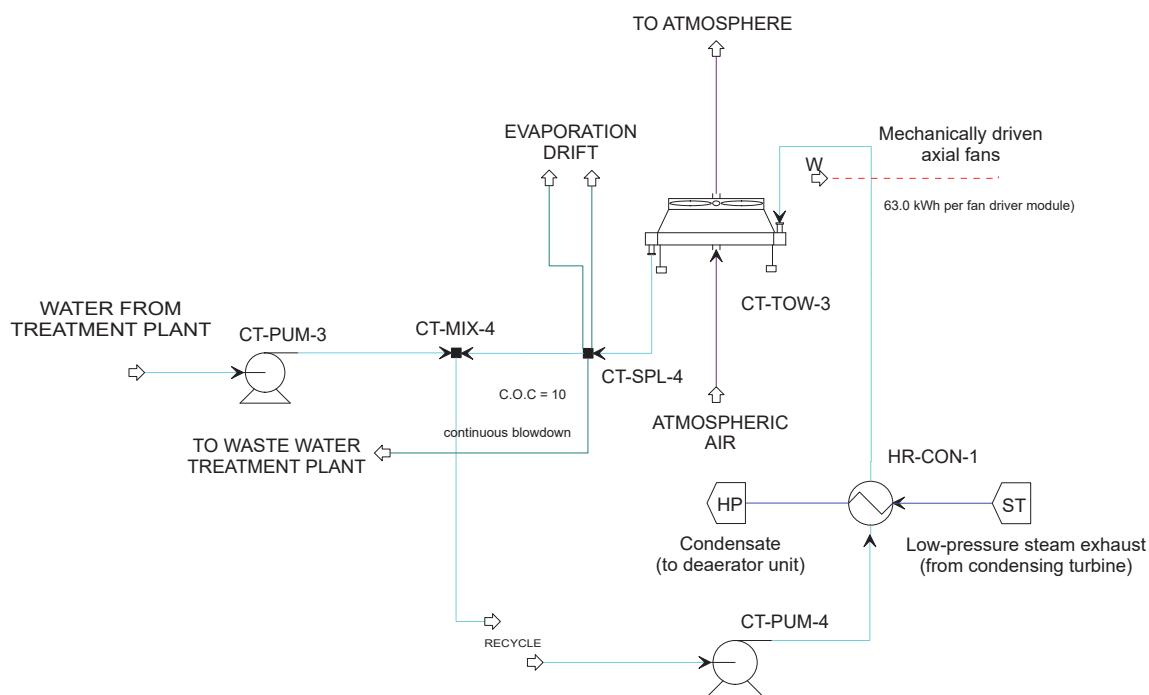 TO ATMOSPHERE
EVAPORATION
DRIFT
Mechanically driven
axial fans
W
63.0 kWh per fan driver module)
CT-TOW-3
WATER FROM
TREATMENT PLANT
CT-PUM-3
CT-MIX-4
CT-SPL-4
C.O.C = 10
continuous blowdown
ATMOSPHERIC
AIR
TO WASTE WATER
TREATMENT PLANT
HR-CON-1
HP
ST
Condensate
(to deaerator unit)
Low-pressure steam exhaust
(from condensing turbine)
CT-PUM-4
RECYCLE